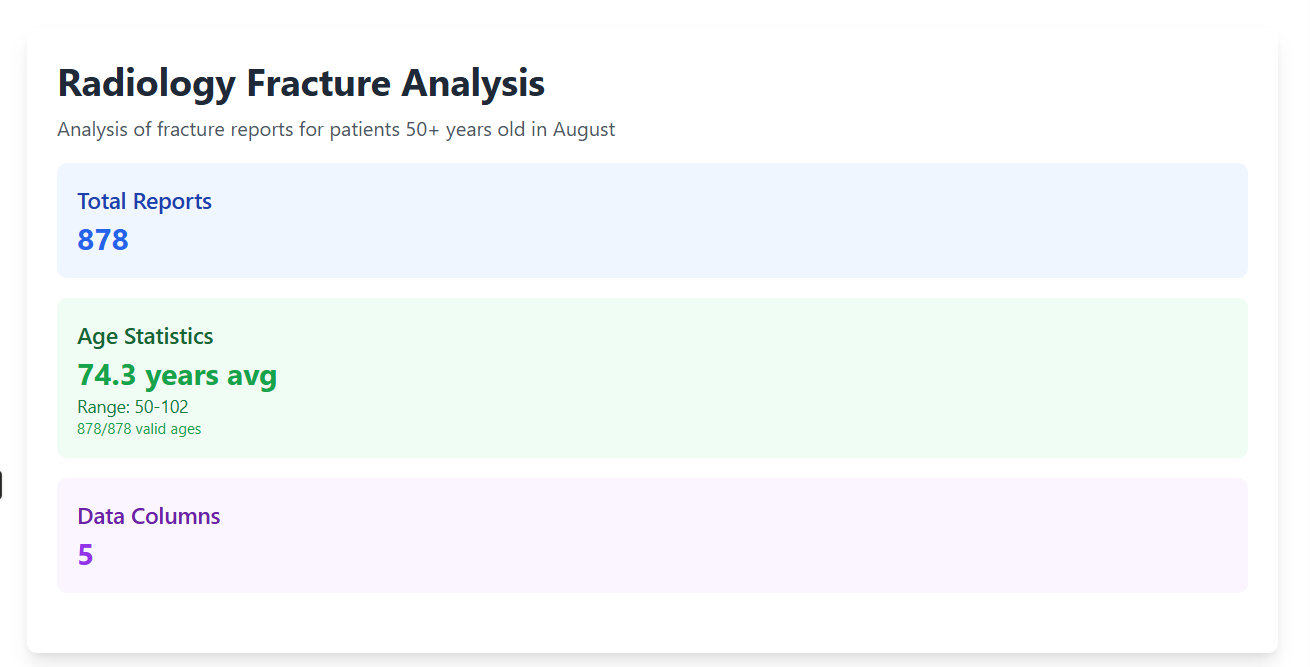 Radiology Fracture Analysis
Analysis of fracture reports for patients 50+ years old in August
Total Reports
878
Age Statistics
74.3 years avg
Range: 50-102
878/878 valid ages
Data Columns
5